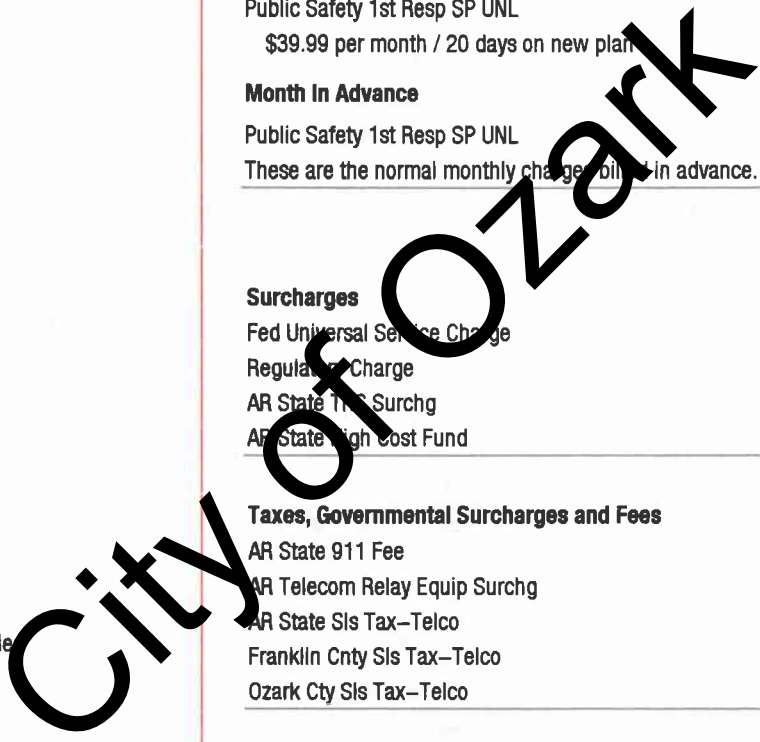 Public Safety 1st Resp SP UNL
$39.99 per month / 20 days on new plan
Month in Advance
Public Safety 1st Resp SP UNL
These are the normal monthly charges billed in advance.
Surcharges
Fed Universal Service Charge
Regulatory Charge
AR State Surchg
AR State High Cost Fund
Taxes, Governmental Surcharges and Fees
AR State 911 Fee
AR Telecom Relay Equip Surchg
AR State Sls Tax–Telco
Franklin Cnty Sls Tax–Telco
Ozark Cty Sls Tax–Telco
City of Ozark